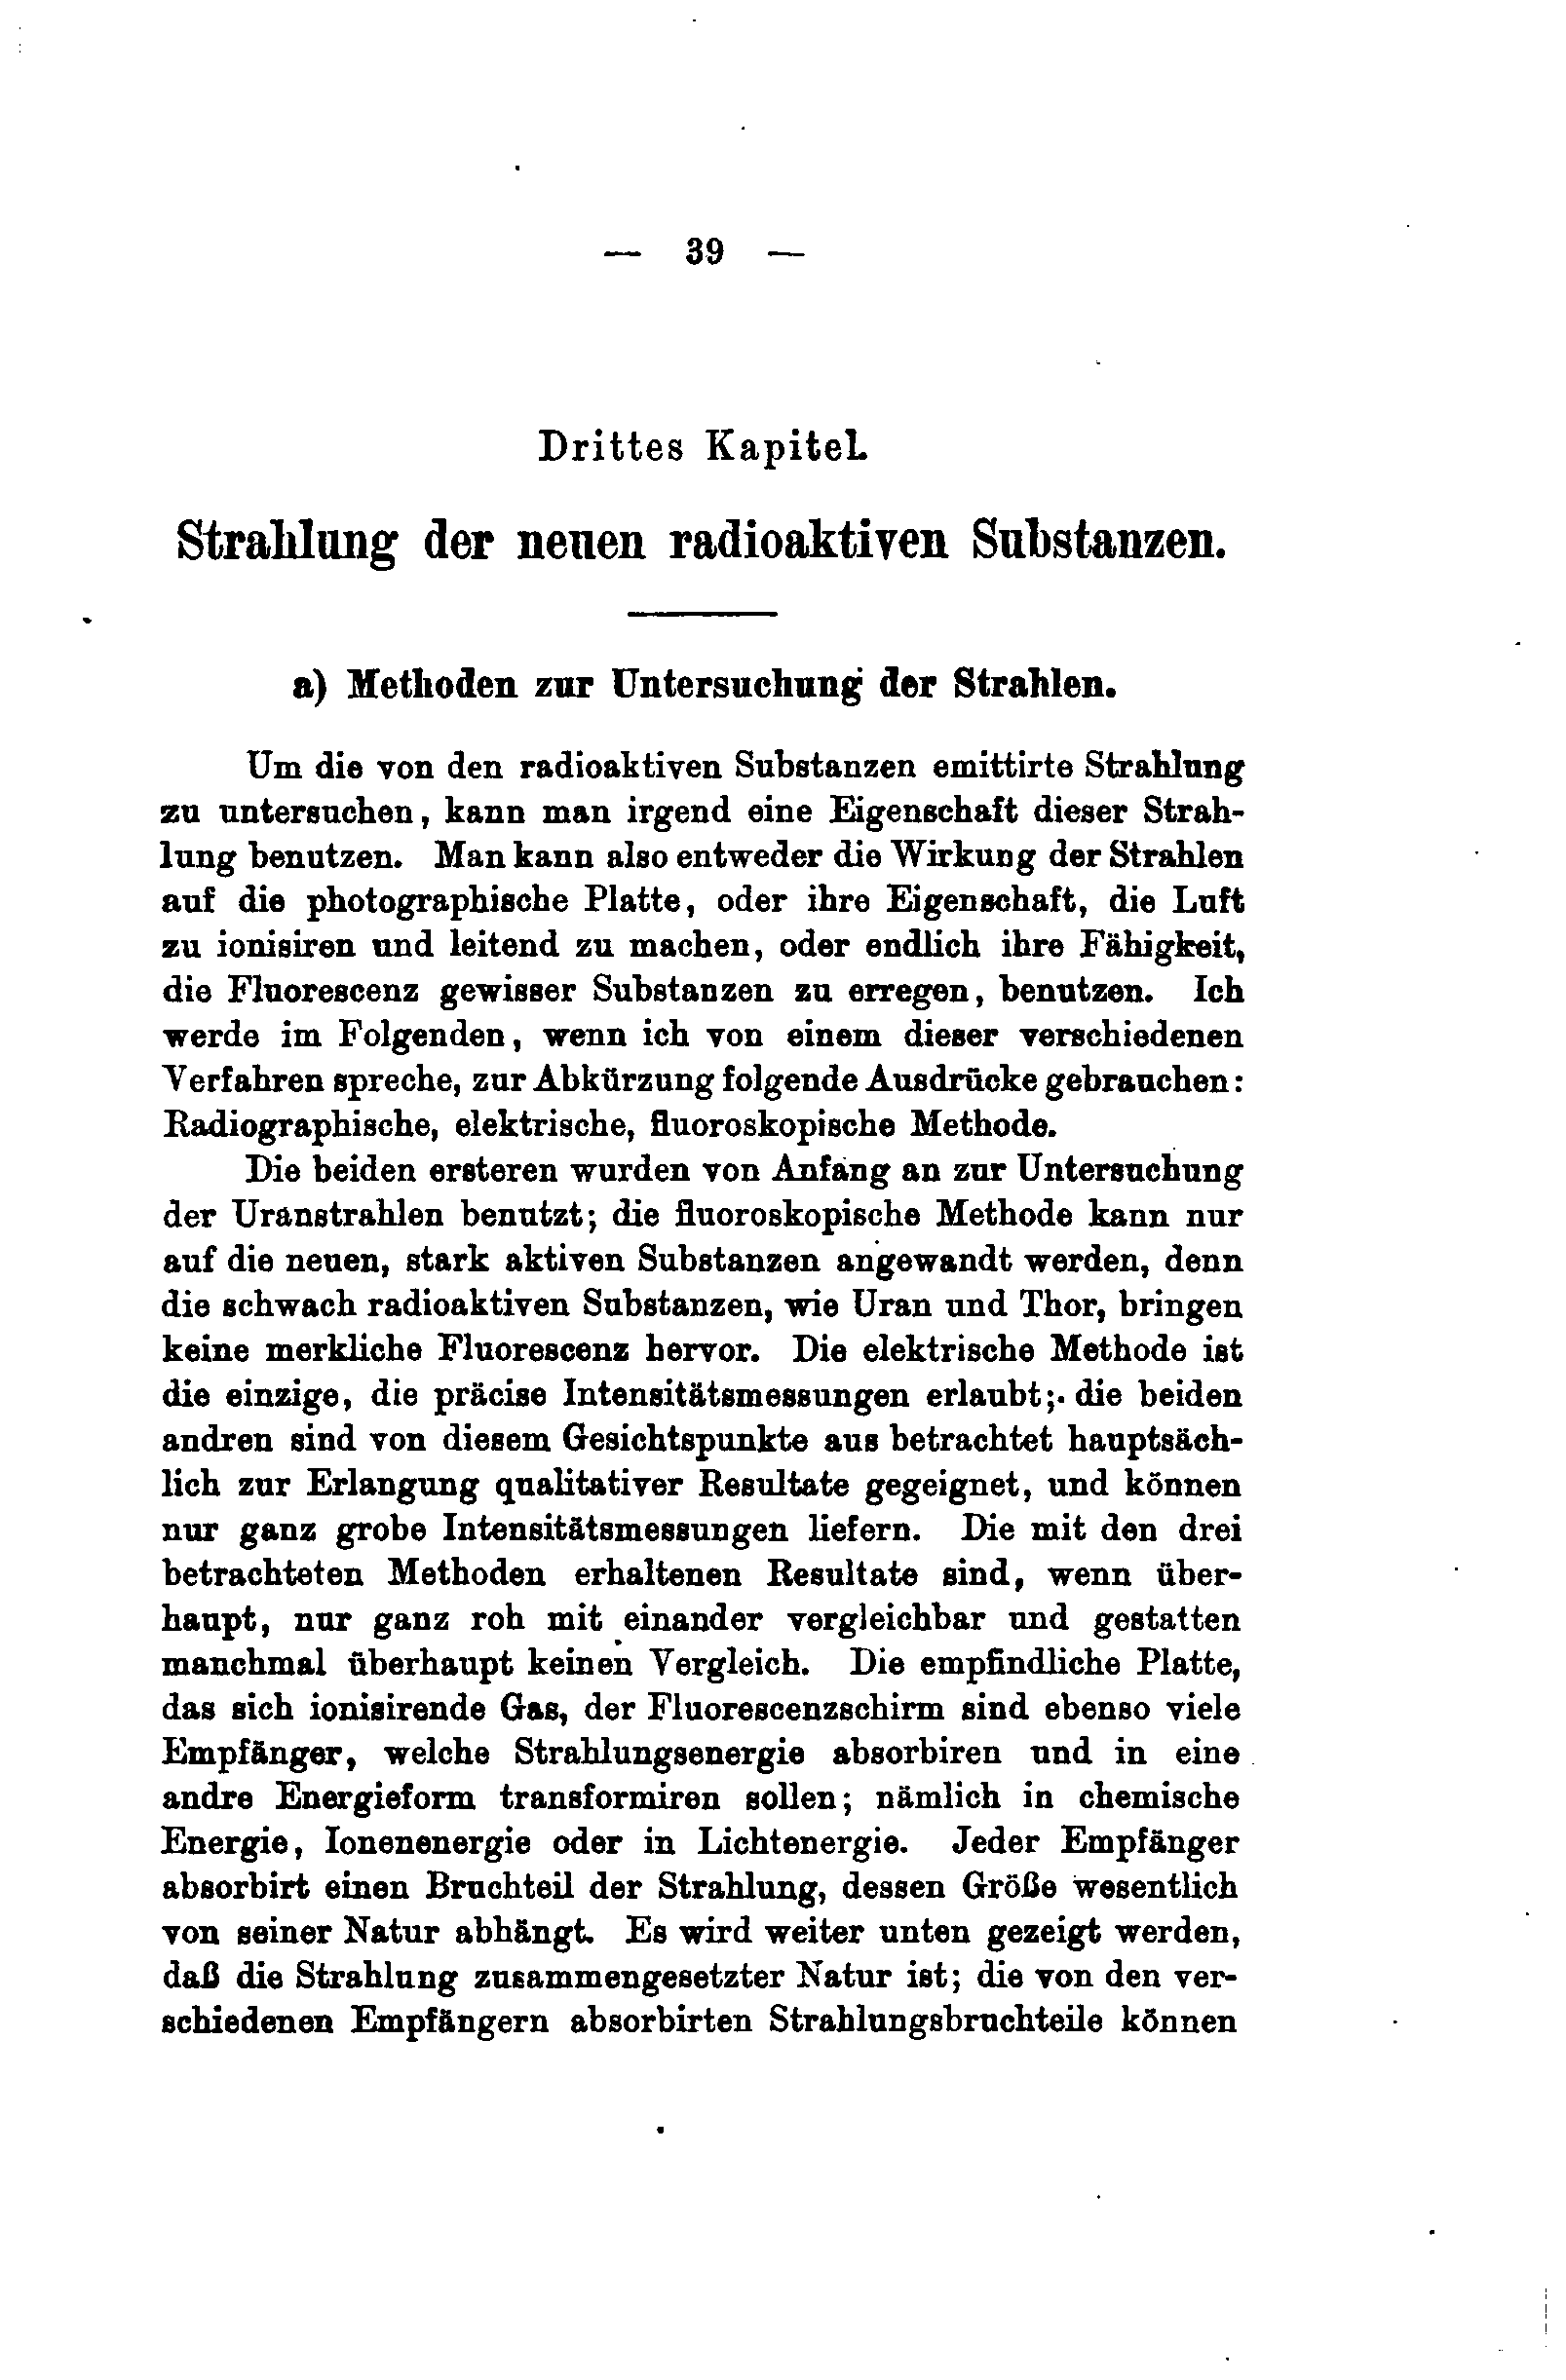 — 39 —
Drittes Kapitel.
Strahlung der neuen radioaktiven Substanzen.
a) Methoden zur Untersuchung der Strahlen.
Um die von den radioaktiven Substanzen emittirte Strahlung
zu untersuchen, kann man irgend eine Eigenschaft dieser Strah-
lung benutzen. Man kann also entweder die Wirkung der Strahlen
auf die photographische Platte, oder ihre Eigenschaft, die Luft
zu ionisiren und leitend zu machen, oder endlich ihre Fähigkeit,
die Fluorescenz gewisser Substanzen zu erregen, benutzen. Ich
werde im Folgenden, wenn ich von einem dieser verschiedenen
Verfahren spreche, zur Abkürzung folgende Ausdrücke gebrauchen:
Radiographische, elektrische, fluoroskopische Methode.
Die beiden ersteren wurden von Anfang an zur Untersuchung
der Uranstrahlen benutzt; die fluoroskopische Methode kann nur
auf die neuen, stark aktiven Substanzen angewandt werden, denn
die schwach radioaktiven Substanzen, wie Uran und Thor, bringen
keine merkliche Fluorescenz hervor. Die elektrische Methode ist
die einzige, die präcise Intensitätsmessungen erlaubt; die beiden
andren sind von diesem Gesichtspunkte aus betrachtet hauptsäch-
lich zur Erlangung qualitativer Resultate gegeignet, und können
nur ganz grobe Intensitätsmessungen liefern. Die mit den drei
betrachteten Methoden erhaltenen Resultate sind, wenn über-
haupt, nur ganz roh mit einander vergleichbar und gestatten
manchmal überhaupt keinen Vergleich. Die empfindliche Platte,
das sich ionisirende Gas, der Fluorescenzschirm sind ebenso viele
Empfänger, welche Strahlungsenergie absorbiren und in eine
andre Energieform transformiren sollen; nämlich in chemische
Energie, Ionenenergie oder in Lichtenergie. Jeder Empfänger
absorbirt einen Bruchteil der Strahlung, dessen Größe wesentlich
von seiner Natur abhängt. Es wird weiter unten gezeigt werden,
daß die Strahlung zusammengesetzter Natur ist; die von den ver-
schiedenen Empfängern absorbirten Strahlungsbruchteile können